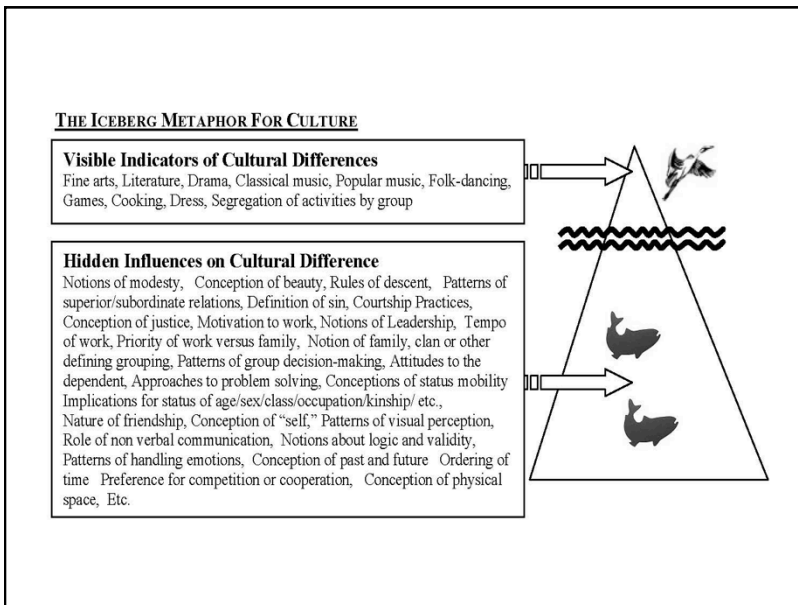 THE ICEBERG METAPHOR FOR CULTURE
Visible Indicators of Cultural Differences
Fine arts, Literature, Drama, Classical music, Popular music, Folk-dancing,
Games, Cooking, Dress, Segregation of activities by group
Hidden Influences on Cultural Difference
Notions of modesty, Conception of beauty, Rules of descent, Patterns of
superior/subordinate relations, Definition of sin, Courtship Practices,
Conception of justice, Motivation to work, Notions of Leadership, Tempo
of work, Priority of work versus family, Notion of family, clan or other
defining grouping, Patterns of group decision-making, Attitudes to the
dependent, Approaches to problem solving, Conceptions of status mobility
Implications for status of age/sex/class/occupation/kinship/ etc.,
Nature of friendship, Conception of “self,” Patterns of visual perception,
Role of non verbal communication, Notions about logic and validity,
Patterns of handling emotions, Conception of past and future Ordering of
time Preference for competition or cooperation, Conception of physical
space, Etc.